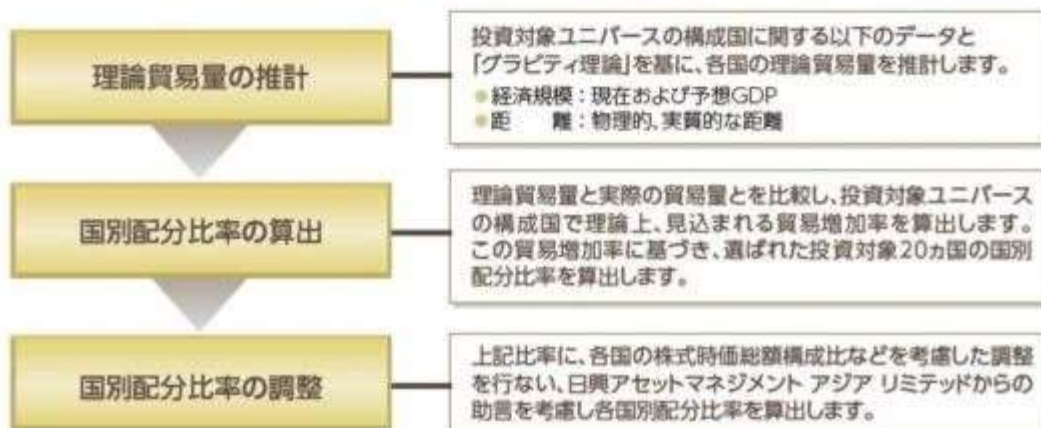 理論貿易量の推計
投資対象ユニバースの構成国に関する以下のデータと
「グラビティ理論」を基に、各国の理論貿易量を推計します。
●経済規模：現在および予想GDP
●距　　離：物理的、実質的な距離
国別配分比率の算出
理論貿易量と実際の貿易量とを比較し、投資対象ユニバース
の構成国で理論上、見込まれる貿易増加率を算出します。
この貿易増加率に基づき、選ばれた投資対象20ヵ国の国別
配分比率を算出します。
国別配分比率の調整
上記比率に、各国の株式時価総額構成比などを考慮した調整
を行ない、日興アセットマネジメント アジア リミテッドからの
助言を考慮し各国別配分比率を算出します。